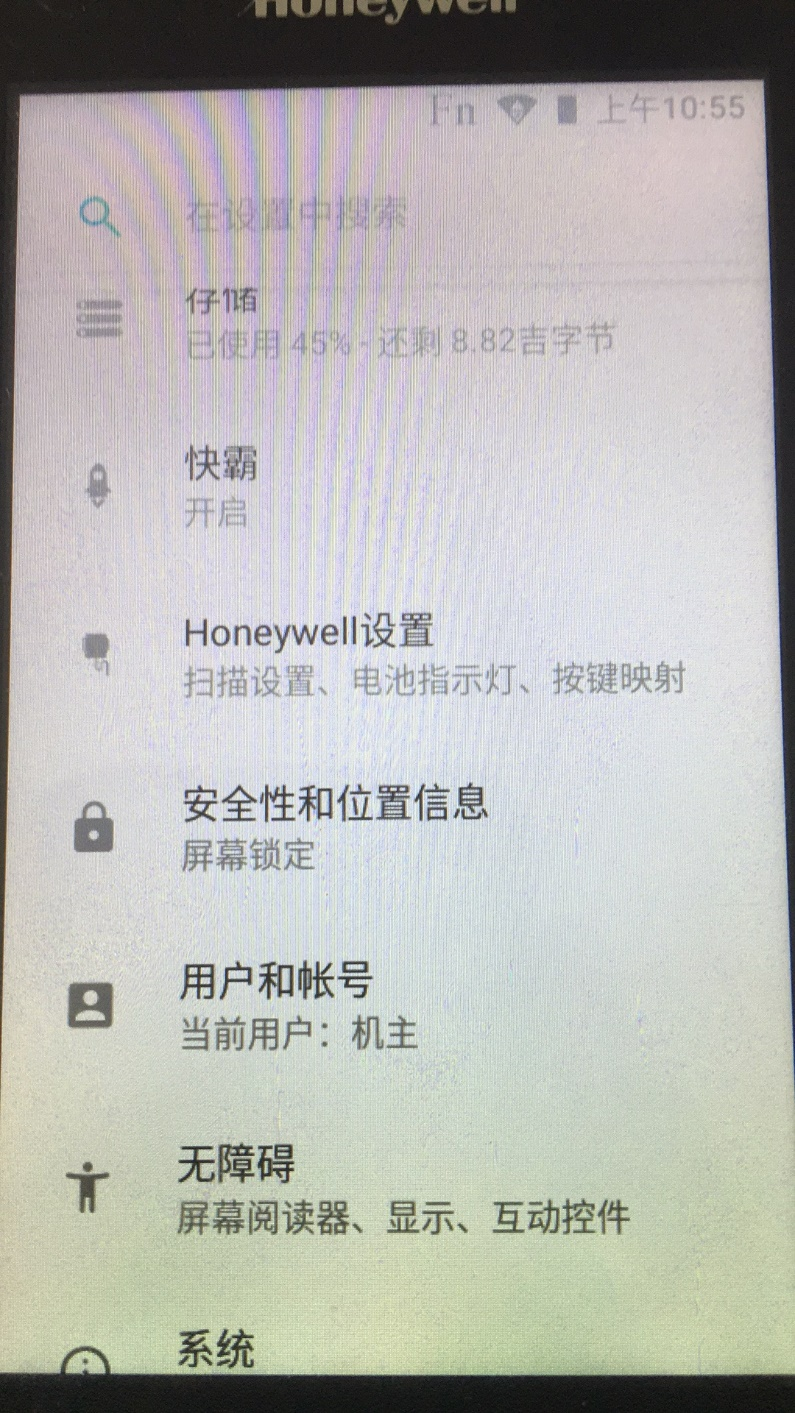 Honeywell
Fn 上午10:55
在设置中搜索
已使用 45% - 还剩 8.82吉字节
快霸
开启
Honeywell设置
扫描设置、电池指示灯、按键映射
安全性和位置信息
屏幕锁定
用户和帐号
当前用户：机主
无障碍
屏幕阅读器、显示、互动控件
系统